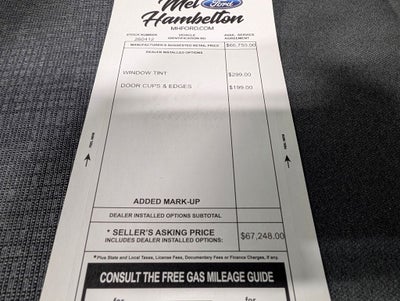 Mel Ford
Hambelton
MHFORD.COM
STOCK NUMBER VEHICLE IDENTIFICATION NO. SERVICE AGREEMENT
MANUFACTURER'S SUGGESTED RETAIL PRICE $66,750.00
DEALER INSTALLED OPTIONS
WINDOW TINT $299.00
DOOR CUPS & EDGES $199.00
ADDED MARK-UP
DEALER INSTALLED OPTIONS SUBTOTAL
* SELLER'S ASKING PRICE $67,248.00
INCLUDES DEALER INSTALLED OPTIONS:
*Plus State and Local Taxes, License Fees, Documentary Fees or Finance Charges, if any.
CONSULT THE FREE GAS MILEAGE GUIDE
for for